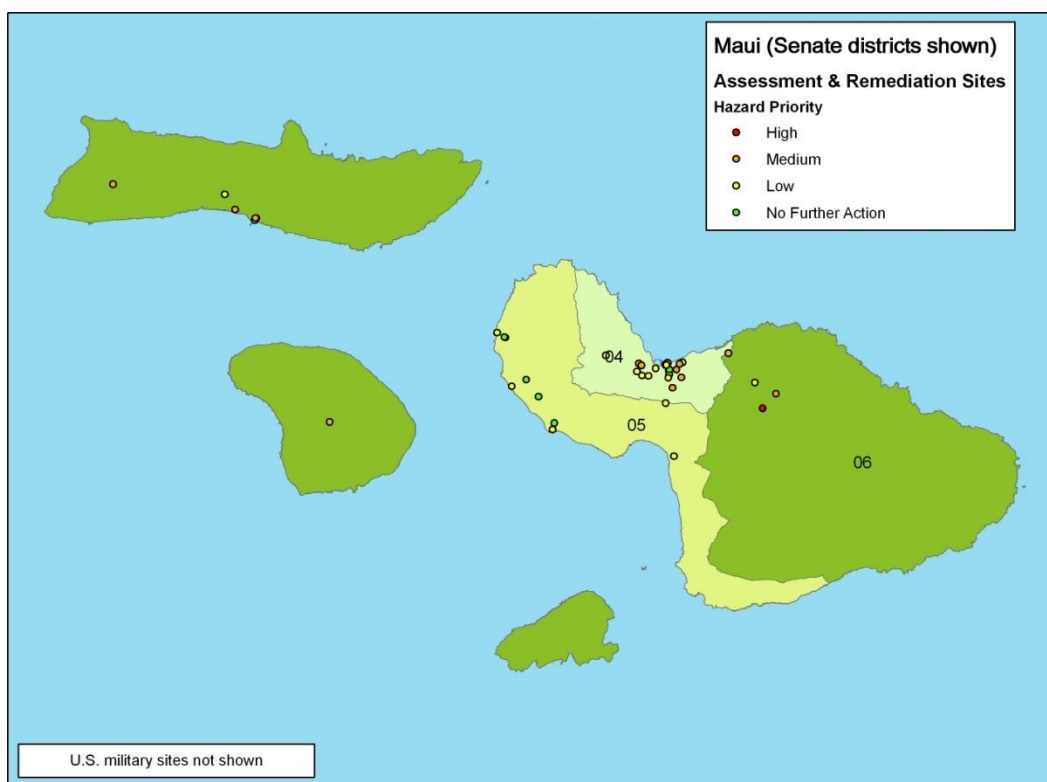 Maui (Senate districts shown)
Assessment & Remediation Sites
Hazard Priority
High
Medium
Low
No Further Action
04
05
06
U.S. military sites not shown